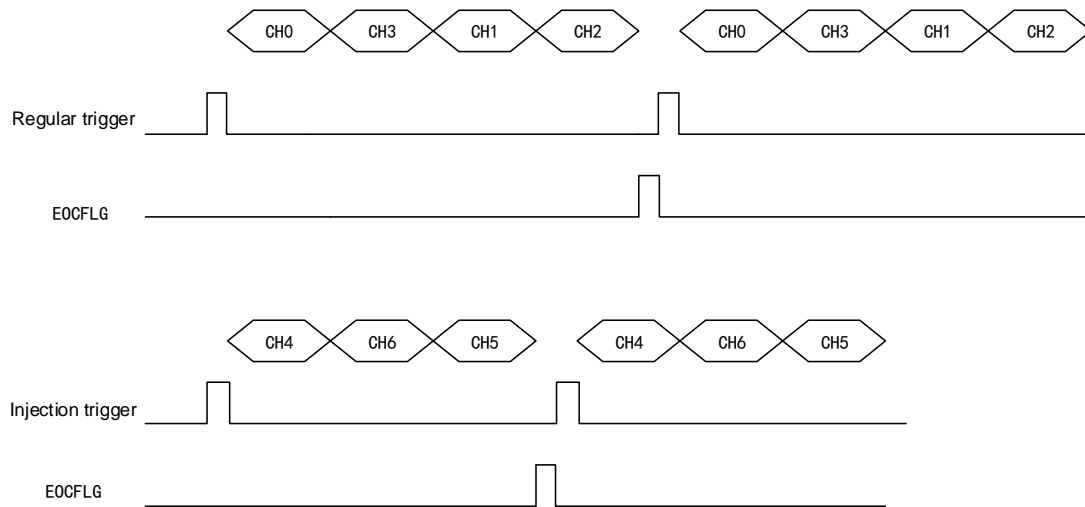 CH0 CH3 CH1 CH2 CH0 CH3 CH1 CH2
Regular trigger
EOCFLG
CH4 CH6 CH5 CH4 CH6 CH5
Injection trigger
EOCFLG